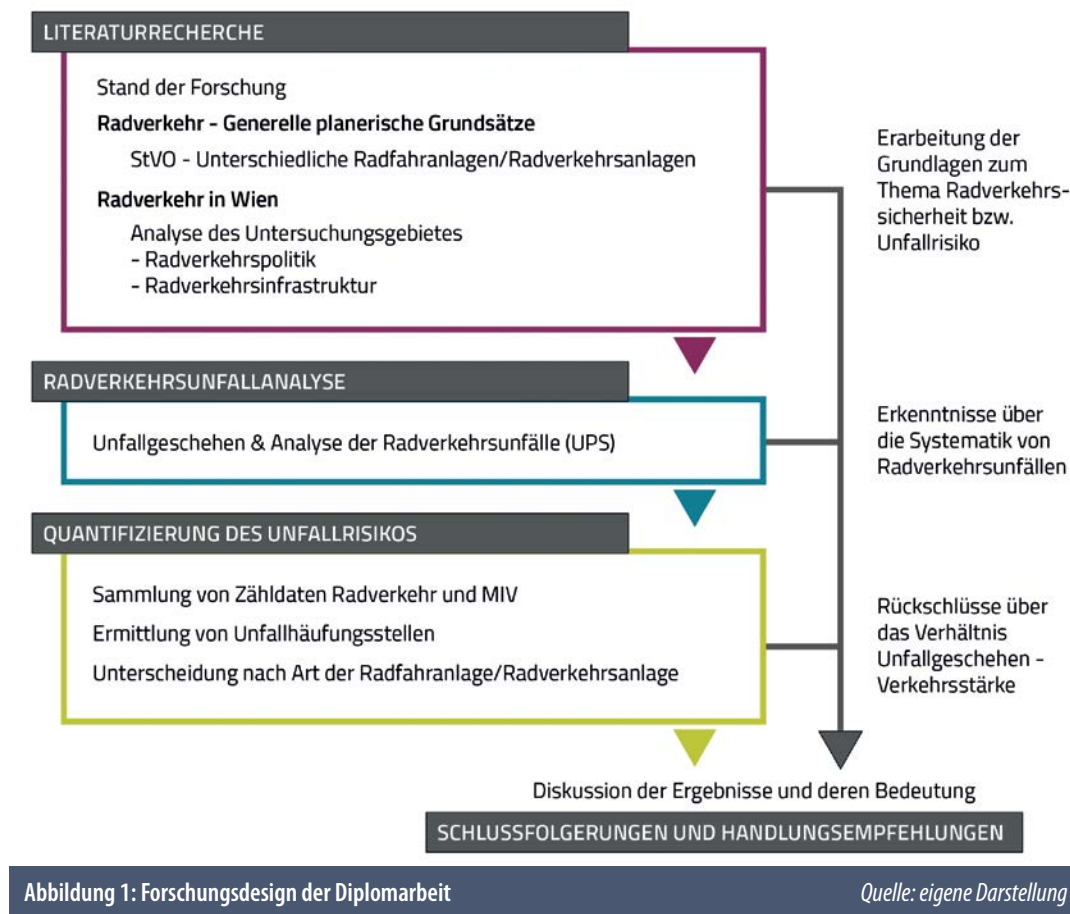 LITERATURRECHERCHE
Stand der Forschung
Radverkehr - Generelle planerische Grundsätze
StVO - Unterschiedliche Radfahranlagen/Radverkehrsanlagen
Radverkehr in Wien
Analyse des Untersuchungsgebietes
- Radverkehrspolitik
- Radverkehrsinfrastruktur
Erarbeitung der
Grundlagen zum
Thema Radverkehrs-
sicherheit bzw.
Unfallrisiko
RADVERKEHRSUNFALLANALYSE
Unfallgeschehen & Analyse der Radverkehrsunfälle (UPS)
Erkenntnisse über
die Systematik von
Radverkehrsunfällen
QUANTIFIZIERUNG DES UNFALLRISIKOS
Sammlung von Zähldaten Radverkehr und MIV
Ermittlung von Unfallhäufungsstellen
Unterscheidung nach Art der Radfahranlage/Radverkehrsanlage
Rückschlüsse über
das Verhältnis
Unfallgeschehen -
Verkehrsstärke
Diskussion der Ergebnisse und deren Bedeutung
SCHLUSSFOLGERUNGEN UND HANDLUNGSEMPFEHLUNGEN
Abbildung 1: Forschungsdesign der Diplomarbeit
Quelle: eigene Darstellung